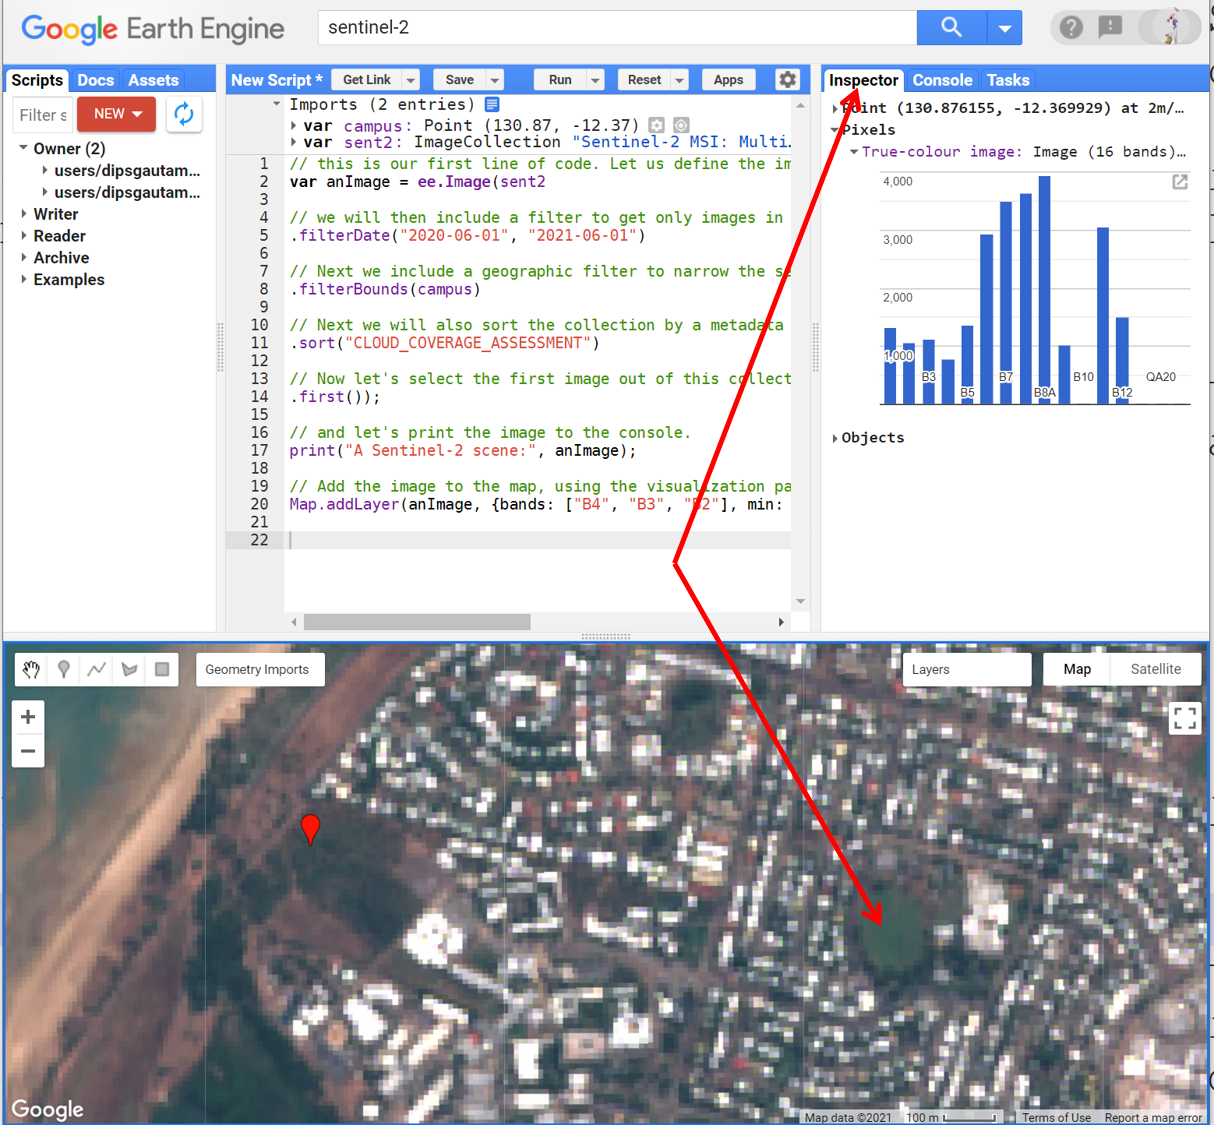 Google Earth Engine
sentinel-2
Scripts Docs Assets
Filter s
NEW
Owner (2)
users/dipsgautam...
users/dipsgautam...
Writer
Reader
Archive
Examples
New Script *
Get Link
Save
Run
Reset
Apps
Imports (2 entries)
var campus: Point (130.87, -12.37)
var sent2: ImageCollection "Sentinel-2 MSI: Multi…
1 // this is our first line of code. Let us define the im
2 var anImage = ee.Image(sent2
3
4 // we will then include a filter to get only images in
5 .filterDate("2020-06-01", "2021-06-01")
6
7 // Next we include a geographic filter to narrow the se
8 .filterBounds(campus)
9
10 // Next we will also sort the collection by a metadata
11 .sort("CLOUD_COVERAGE_ASSESSMENT")
12
13 // Now let's select the first image out of this collect
14 .first());
15
16 // and let's print the image to the console.
17 print("A Sentinel-2 scene:", anImage);
18
19 // Add the image to the map, using the visualization pa
20 Map.addLayer(anImage, {bands: ["B4", "B3", "B2"], min:
21
22
Inspector Console Tasks
Point (130.876155, -12.369929) at 2m/…
Pixels
True-colour image: Image (16 bands)…
4,000
3,000
2,000
1,000
B3
B5
B7
B8A
B10
B12
QA20
Objects
Geometry Imports
Layers
Map
Satellite
+
−
Google
Map data ©2021
100 m
Terms of Use
Report a map error